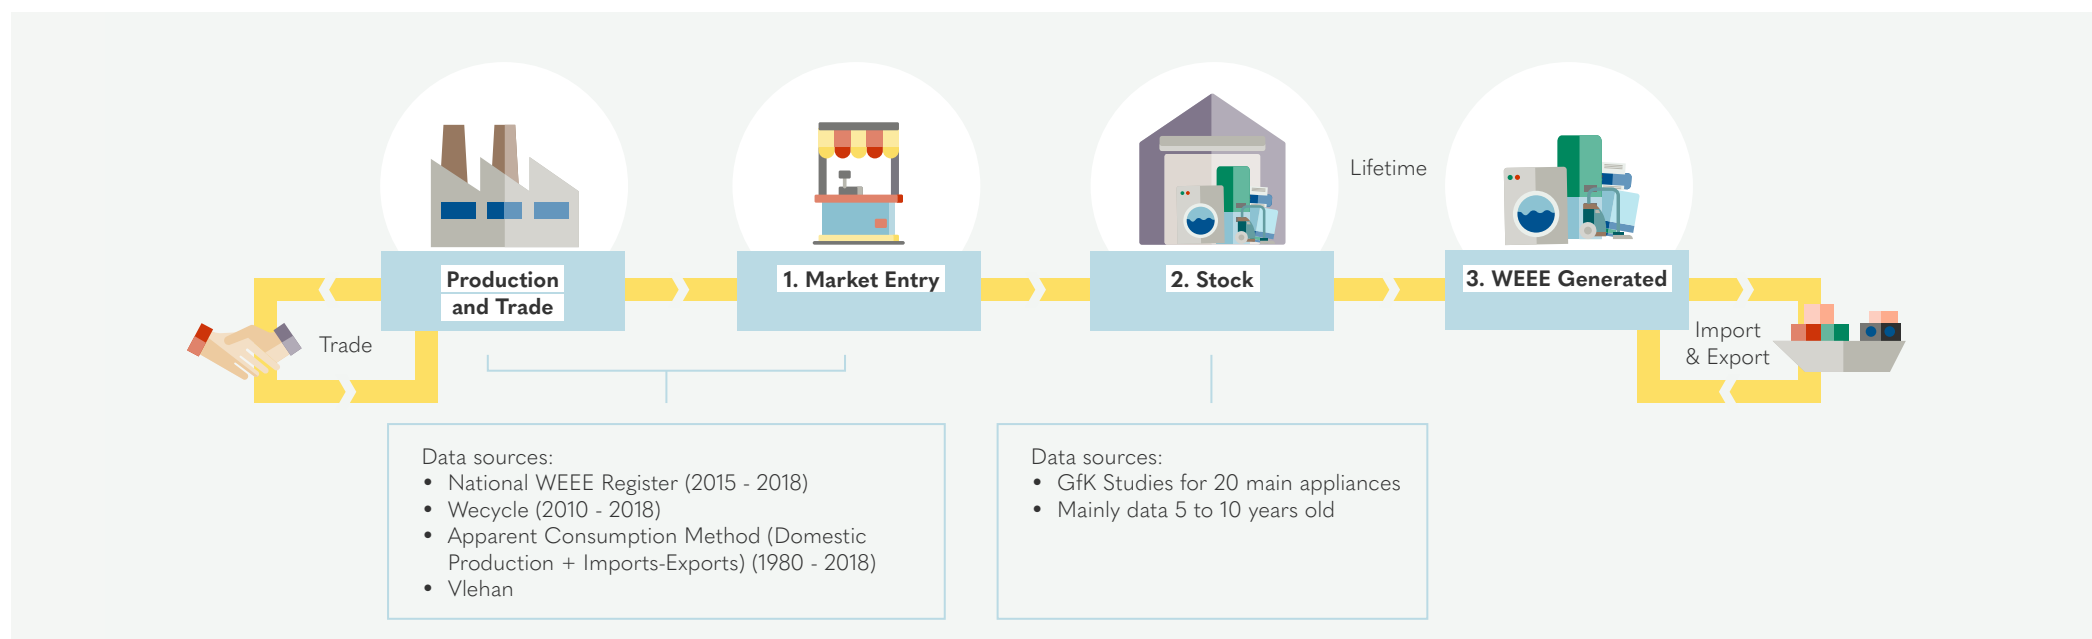 Production
and Trade
1. Market Entry
2. Stock
Lifetime
3. WEEE Generated
Trade
Import
& Export
Data sources:
• National WEEE Register (2015 - 2018)
• Wecycle (2010 - 2018)
• Apparent Consumption Method (Domestic
Production + Imports-Exports) (1980 - 2018)
• Vlehan
Data sources:
• GfK Studies for 20 main appliances
• Mainly data 5 to 10 years old